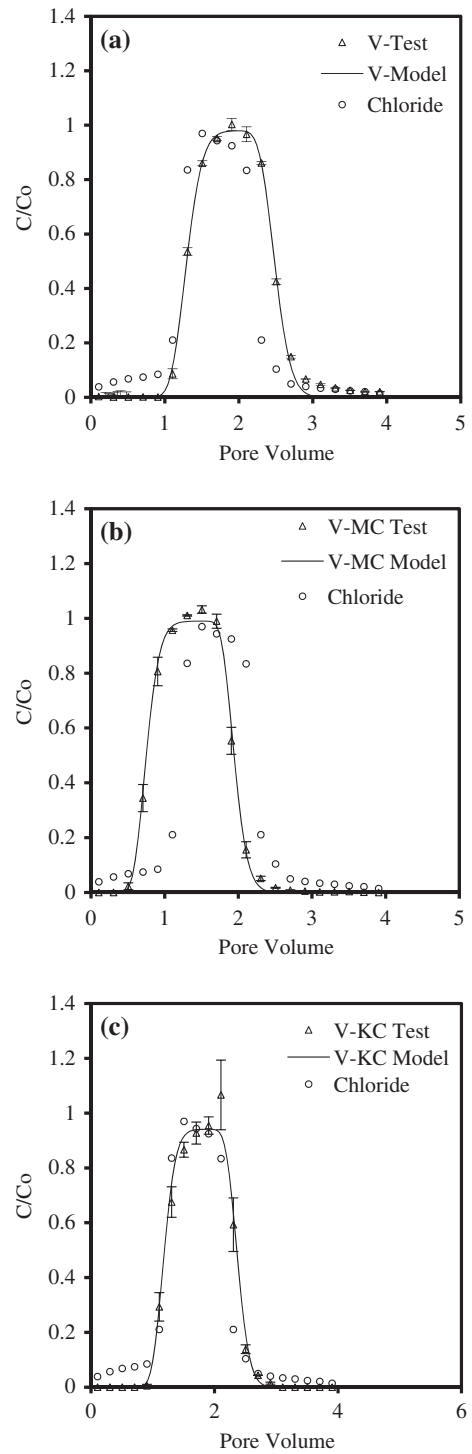 (a)
V-Test
V-Model
Chloride
1.4
1.2
1
0.8
0.6
0.4
0.2
0
C/Co
0 1 2 3 4 5
Pore Volume
(b)
V-MC Test
V-MC Model
Chloride
1.4
1.2
1
0.8
0.6
0.4
0.2
0
C/Co
0 1 2 3 4 5
Pore Volume
(c)
V-KC Test
V-KC Model
Chloride
1.4
1.2
1
0.8
0.6
0.4
0.2
0
C/Co
0 2 4 6
Pore Volume